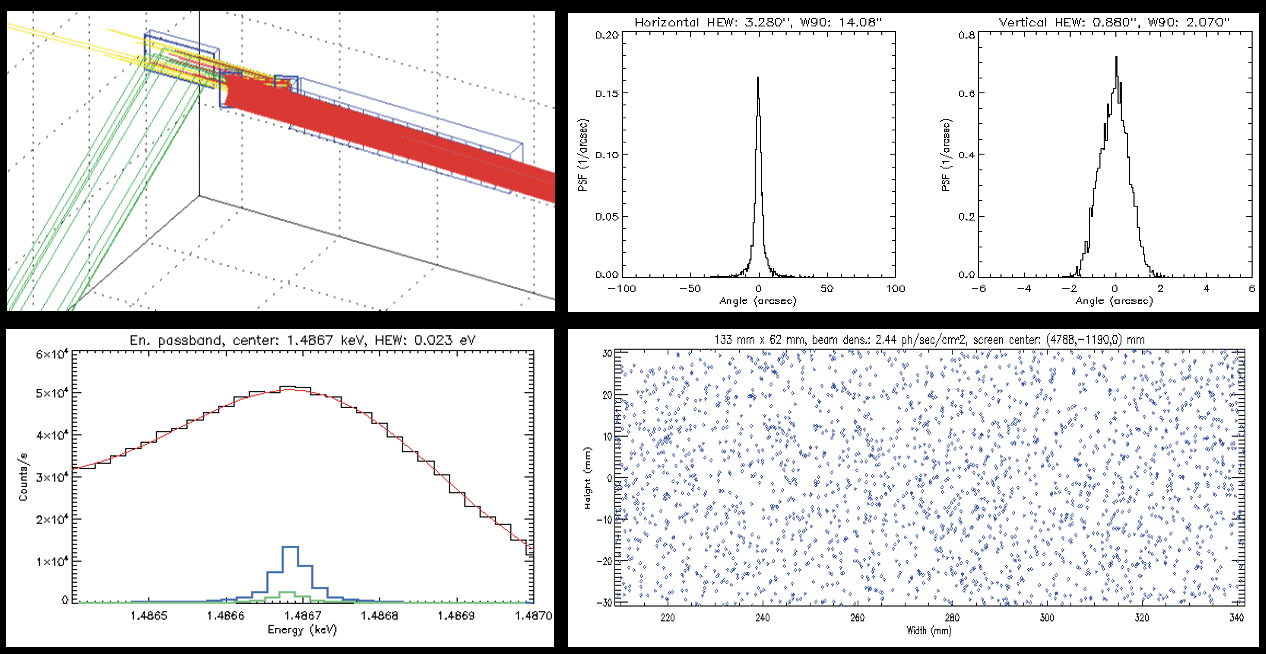 Horizontal HEW: 3.280", W90: 14.08"
0.20
0.15
0.10
0.05
0.00
PSF (1/arcsec)
−100 −50 0 50 100
Angle (arcsec)
Vertical HEW: 0.880", W90: 2.070"
0.8
0.6
0.4
0.2
0.0
PSF (1/arcsec)
−6 −4 −2 0 2 4 6
Angle (arcsec)
En. passband, center: 1.4867 keV, HEW: 0.023 eV
6×10⁴
5×10⁴
4×10⁴
3×10⁴
2×10⁴
1×10⁴
0
Counts/s
1.4865 1.4866 1.4867 1.4868 1.4869 1.4870
Energy (keV)
133 mm x 62 mm, beam dens.: 2.44 ph/sec/cm², screen center: (4768,−1190,0) mm
30
20
10
0
−10
−20
−30
Height (mm)
220 240 260 280 300 320 340
Width (mm)